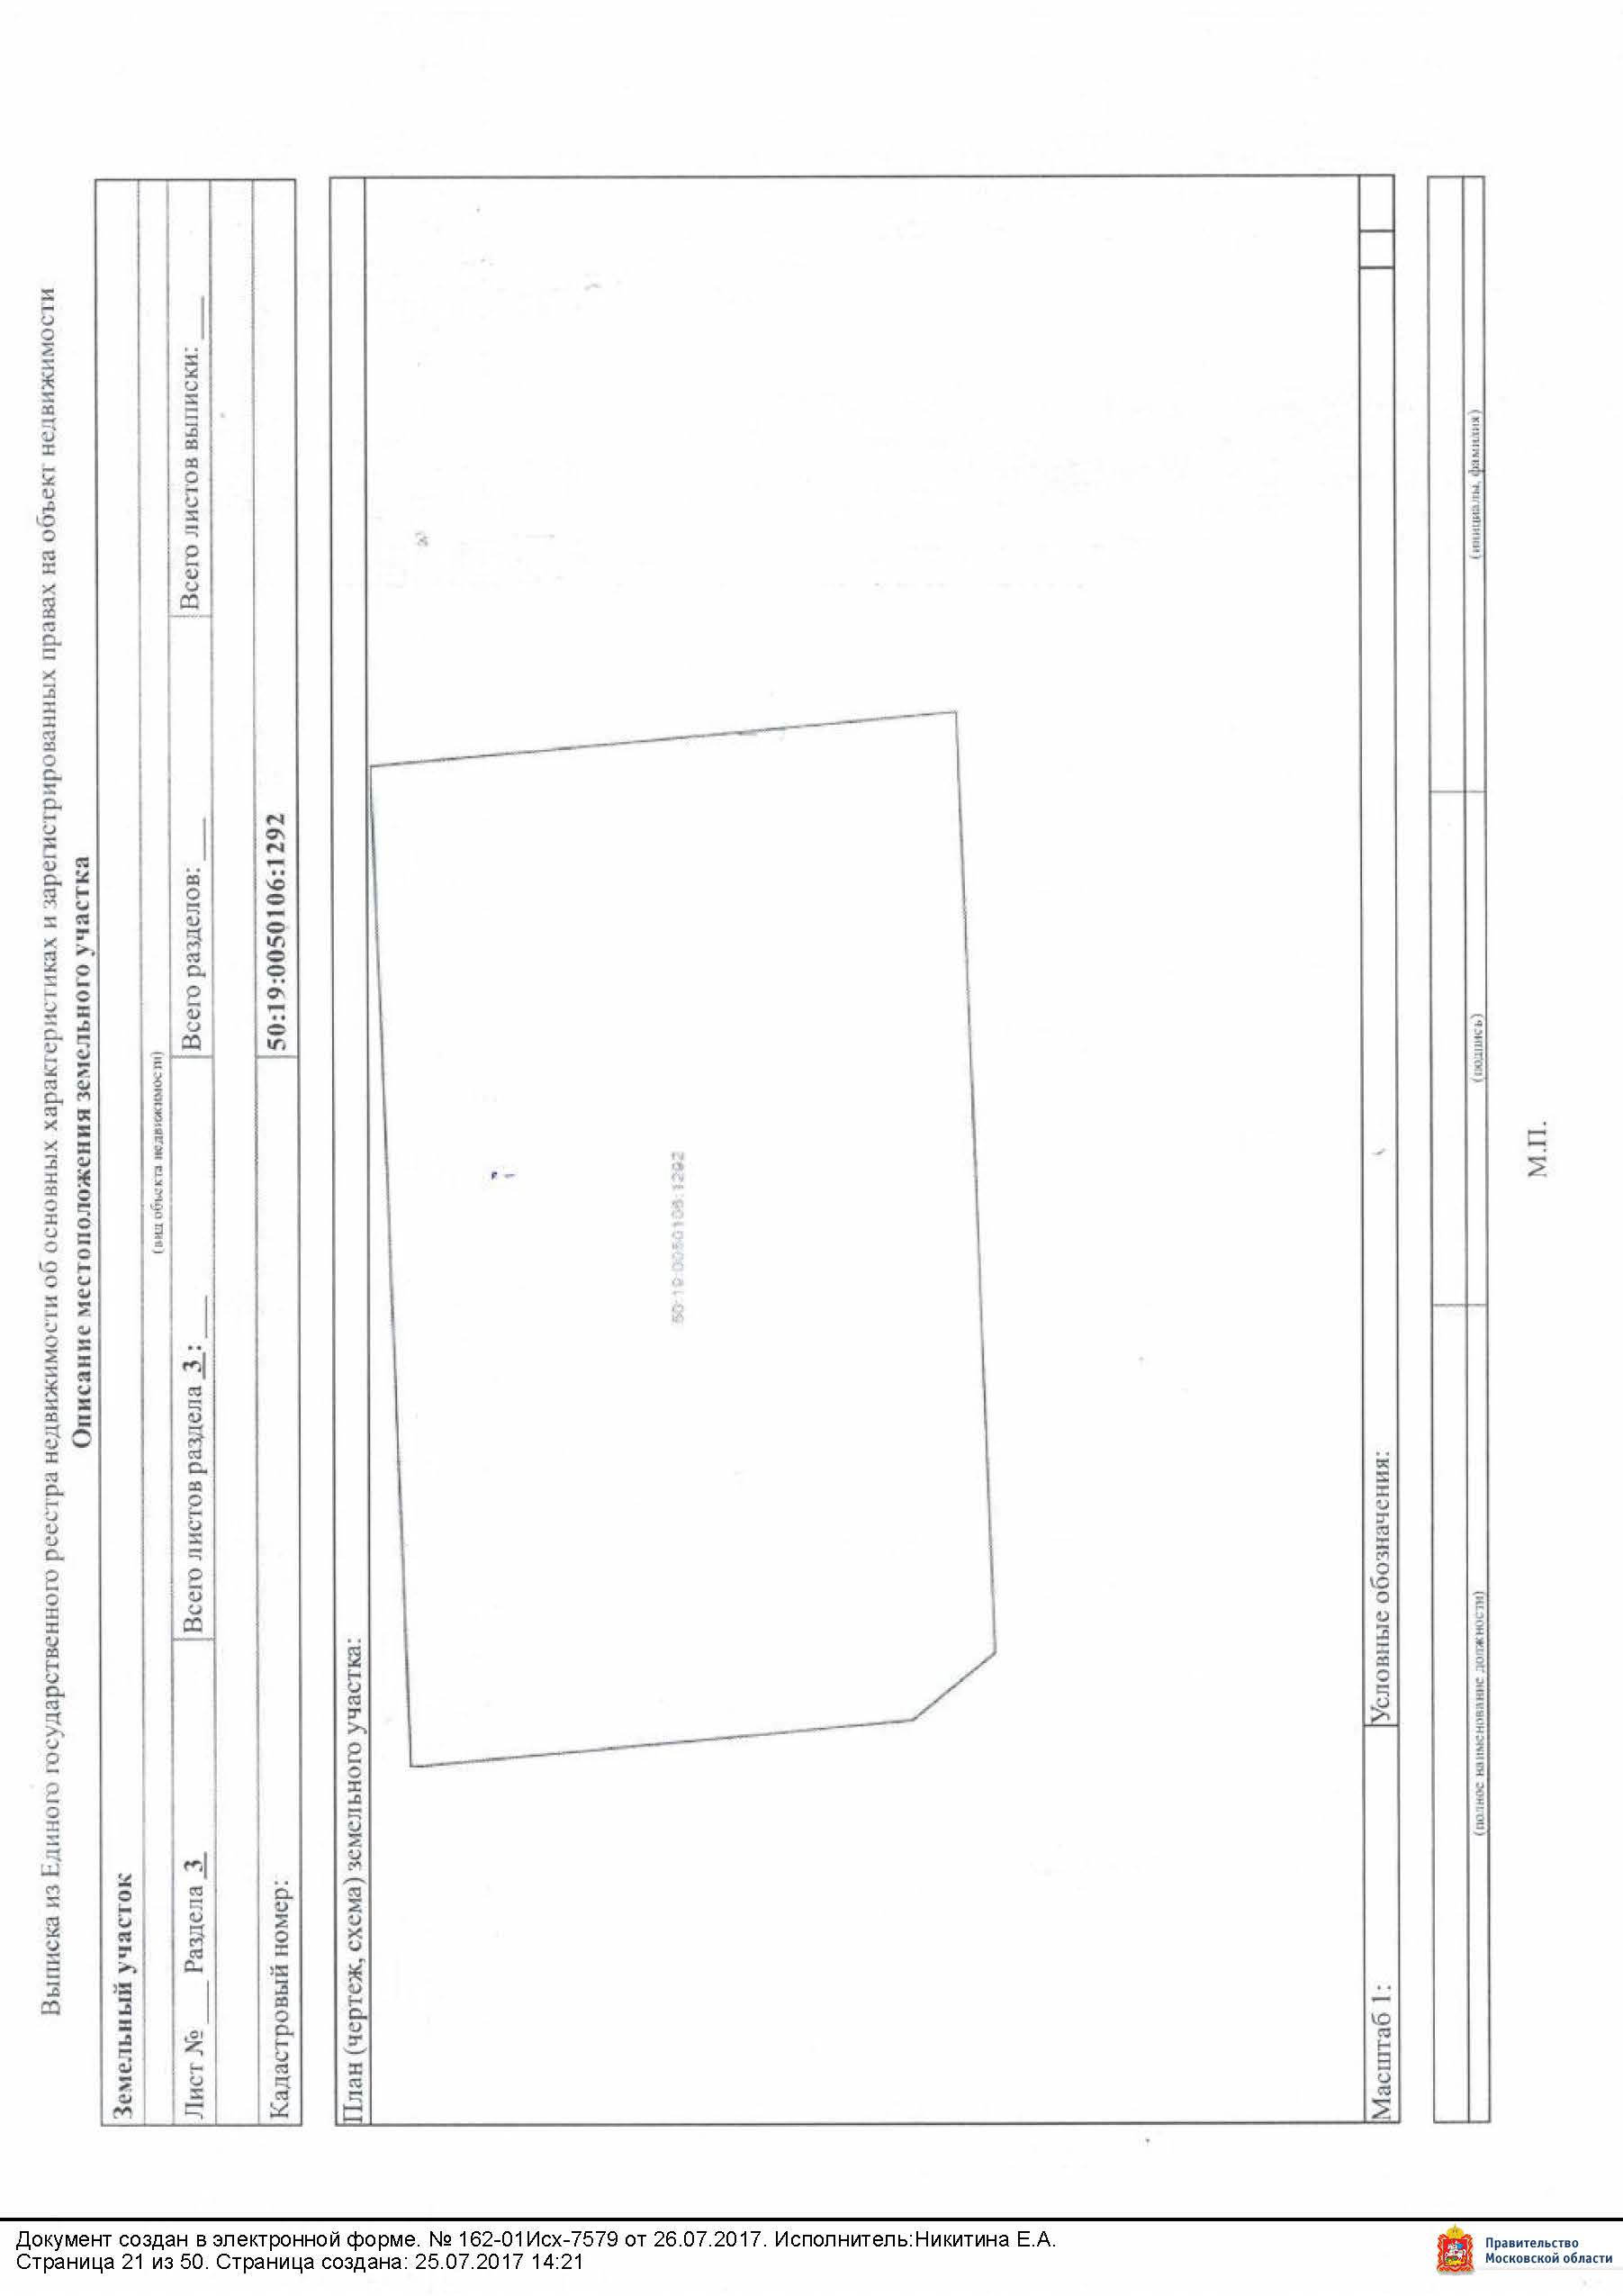 Выписка из Единого государственного реестра недвижимости об основных характеристиках и зарегистрированных правах на объект недвижимости
Описание местоположения земельного участка
Земельный участок
(вид объекта недвижимости)
Лист № ___ Раздела 3 Всего листов раздела 3 : ___ Всего разделов: ___ Всего листов выписки: ___
Кадастровый номер: 50:19:0050106:1292
План (чертеж, схема) земельного участка:
50:19:0050106:1292
Масштаб 1: Условные обозначения:
(полное наименование должности) (подпись) (инициалы, фамилия)
М.П.
Документ создан в электронной форме. № 162-01Исх-7579 от 26.07.2017. Исполнитель:Никитина Е.А.
Страница 21 из 50. Страница создана: 25.07.2017 14:21
Правительство
Московской области